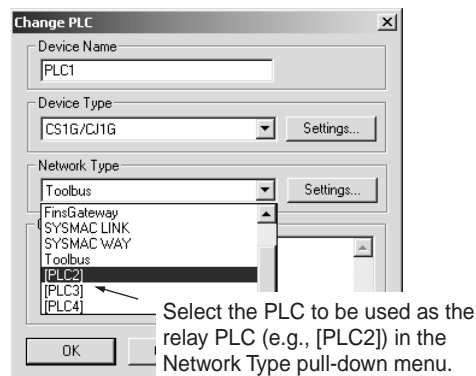 Change PLC
Device Name
PLC1
Device Type
CS1G/CJ1G
Settings...
Network Type
Toolbus
Settings...
FinsGateway
SYSMAC LINK
SYSMAC WAY
Toolbus
[PLC2]
[PLC3]
[PLC4]
Select the PLC to be used as the
relay PLC (e.g., [PLC2]) in the
Network Type pull-down menu.
OK